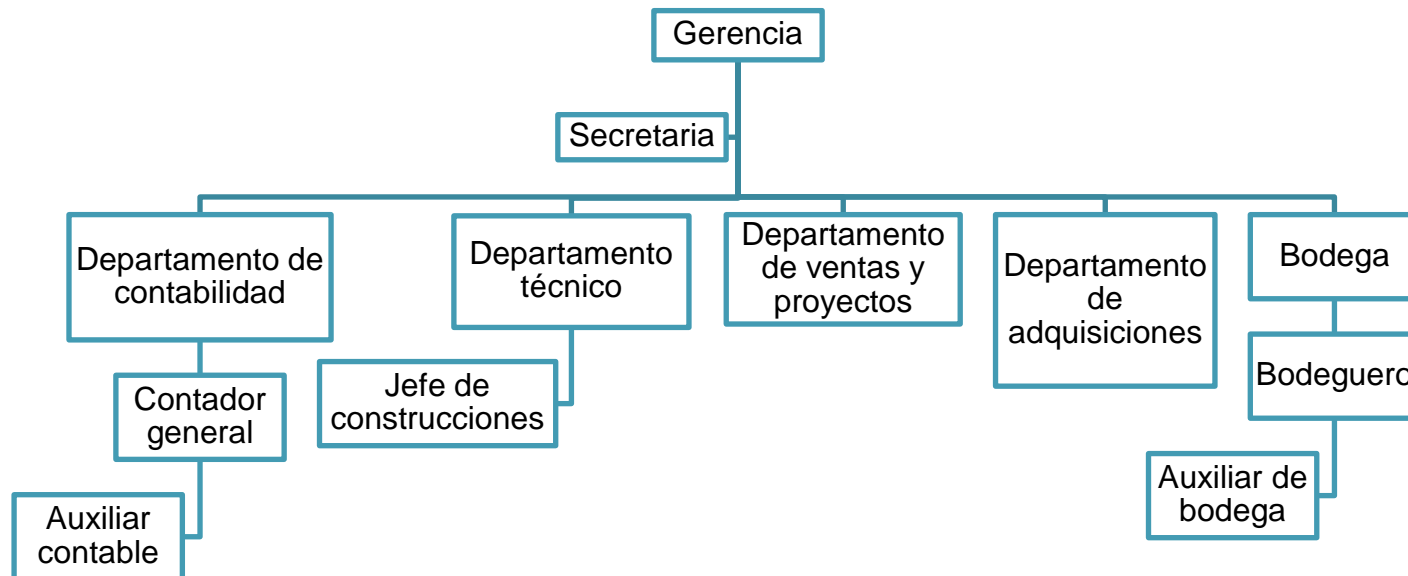 Gerencia
Secretaria
Departamento de
contabilidad
Departamento
técnico
Departamento
de ventas y
proyectos
Departamento
de
adquisiciones
Bodega
Contador
general
Jefe de
construcciones
Bodeguero
Auxiliar
contable
Auxiliar de
bodega